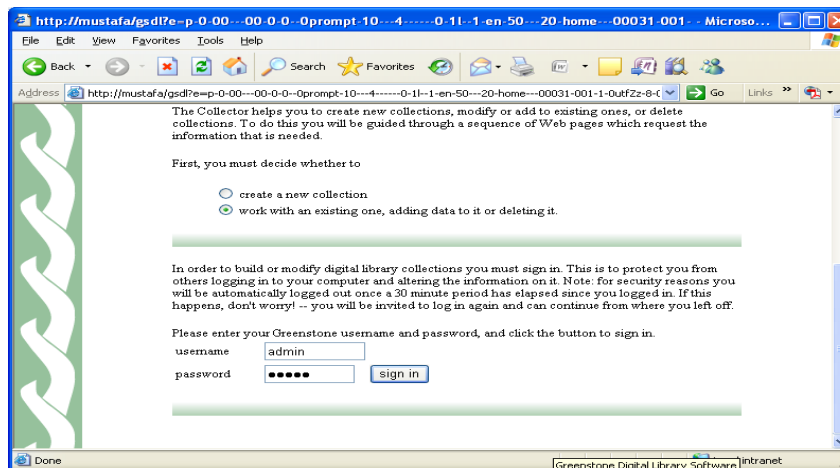 http://mustafa/gsdl?e=p-0-00---00-0-0--0prompt-10---4------0-1l--1-en-50---20-home---00031-001- - Microso...
File Edit View Favorites Tools Help
Back Search Favorites
Address http://mustafa/gsdl?e=p-0-00---00-0-0--0prompt-10---4------0-1l--1-en-50---20-home---00031-001-1-0utfZz-8-( Go Links »
The Collector helps you to create new collections, modify or add to existing ones, or delete
collections. To do this you will be guided through a sequence of Web pages which request the
information that is needed.
First, you must decide whether to
create a new collection
work with an existing one, adding data to it or deleting it.
In order to build or modify digital library collections you must sign in. This is to protect you from
others logging in to your computer and altering the information on it. Note: for security reasons you
will be automatically logged out once a 30 minute period has elapsed since you logged in. If this
happens, don't worry! -- you will be invited to log in again and can continue from where you left off.
Please enter your Greenstone username and password, and click the button to sign in.
username admin
password ●●●●● sign in
Done intranet
Greenstone Digital Library Software